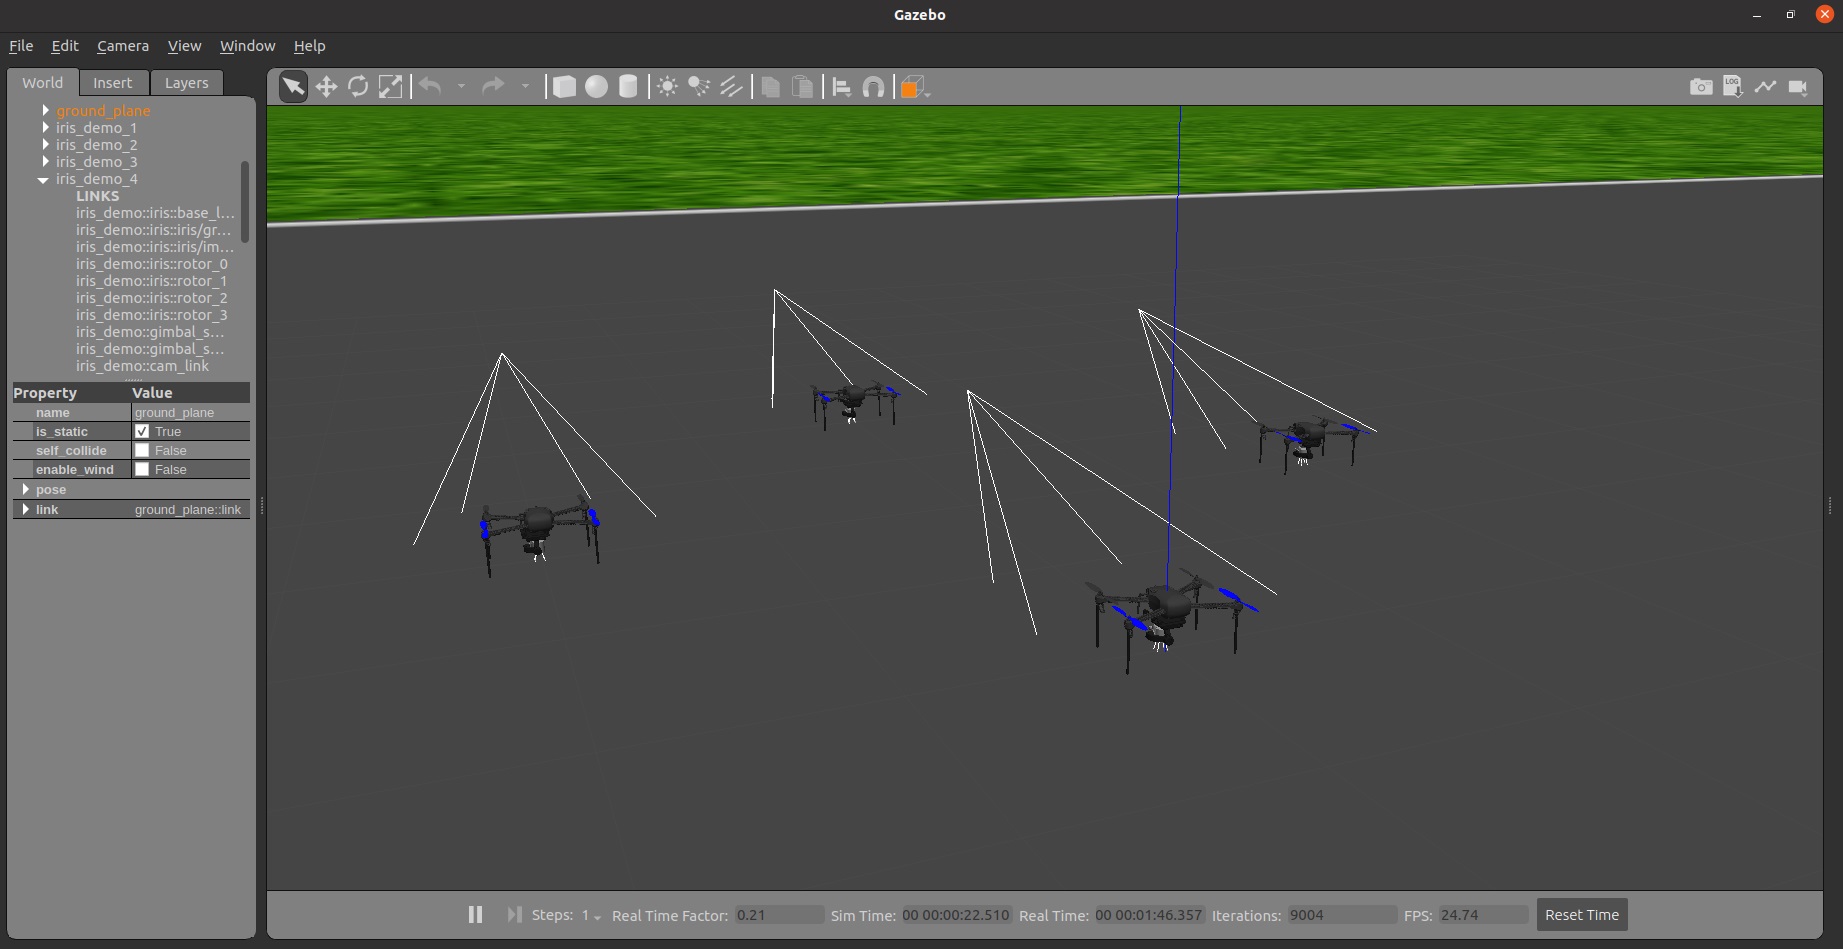 Gazebo
File Edit Camera View Window Help
World Insert Layers
LOG
ground_plane
iris_demo_1
iris_demo_2
iris_demo_3
iris_demo_4
LINKS
iris_demo::iris::base_l...
iris_demo::iris::iris/gr...
iris_demo::iris::iris/im...
iris_demo::iris::rotor_0
iris_demo::iris::rotor_1
iris_demo::iris::rotor_2
iris_demo::iris::rotor_3
iris_demo::gimbal_s...
iris_demo::gimbal_s...
iris_demo::cam_link
Property Value
name ground_plane
is_static True
self_collide False
enable_wind False
pose
link ground_plane::link
Steps: 1 Real Time Factor: 0.21 Sim Time: 00 00:00:22.510 Real Time: 00 00:01:46.357 Iterations: 9004 FPS: 24.74 Reset Time